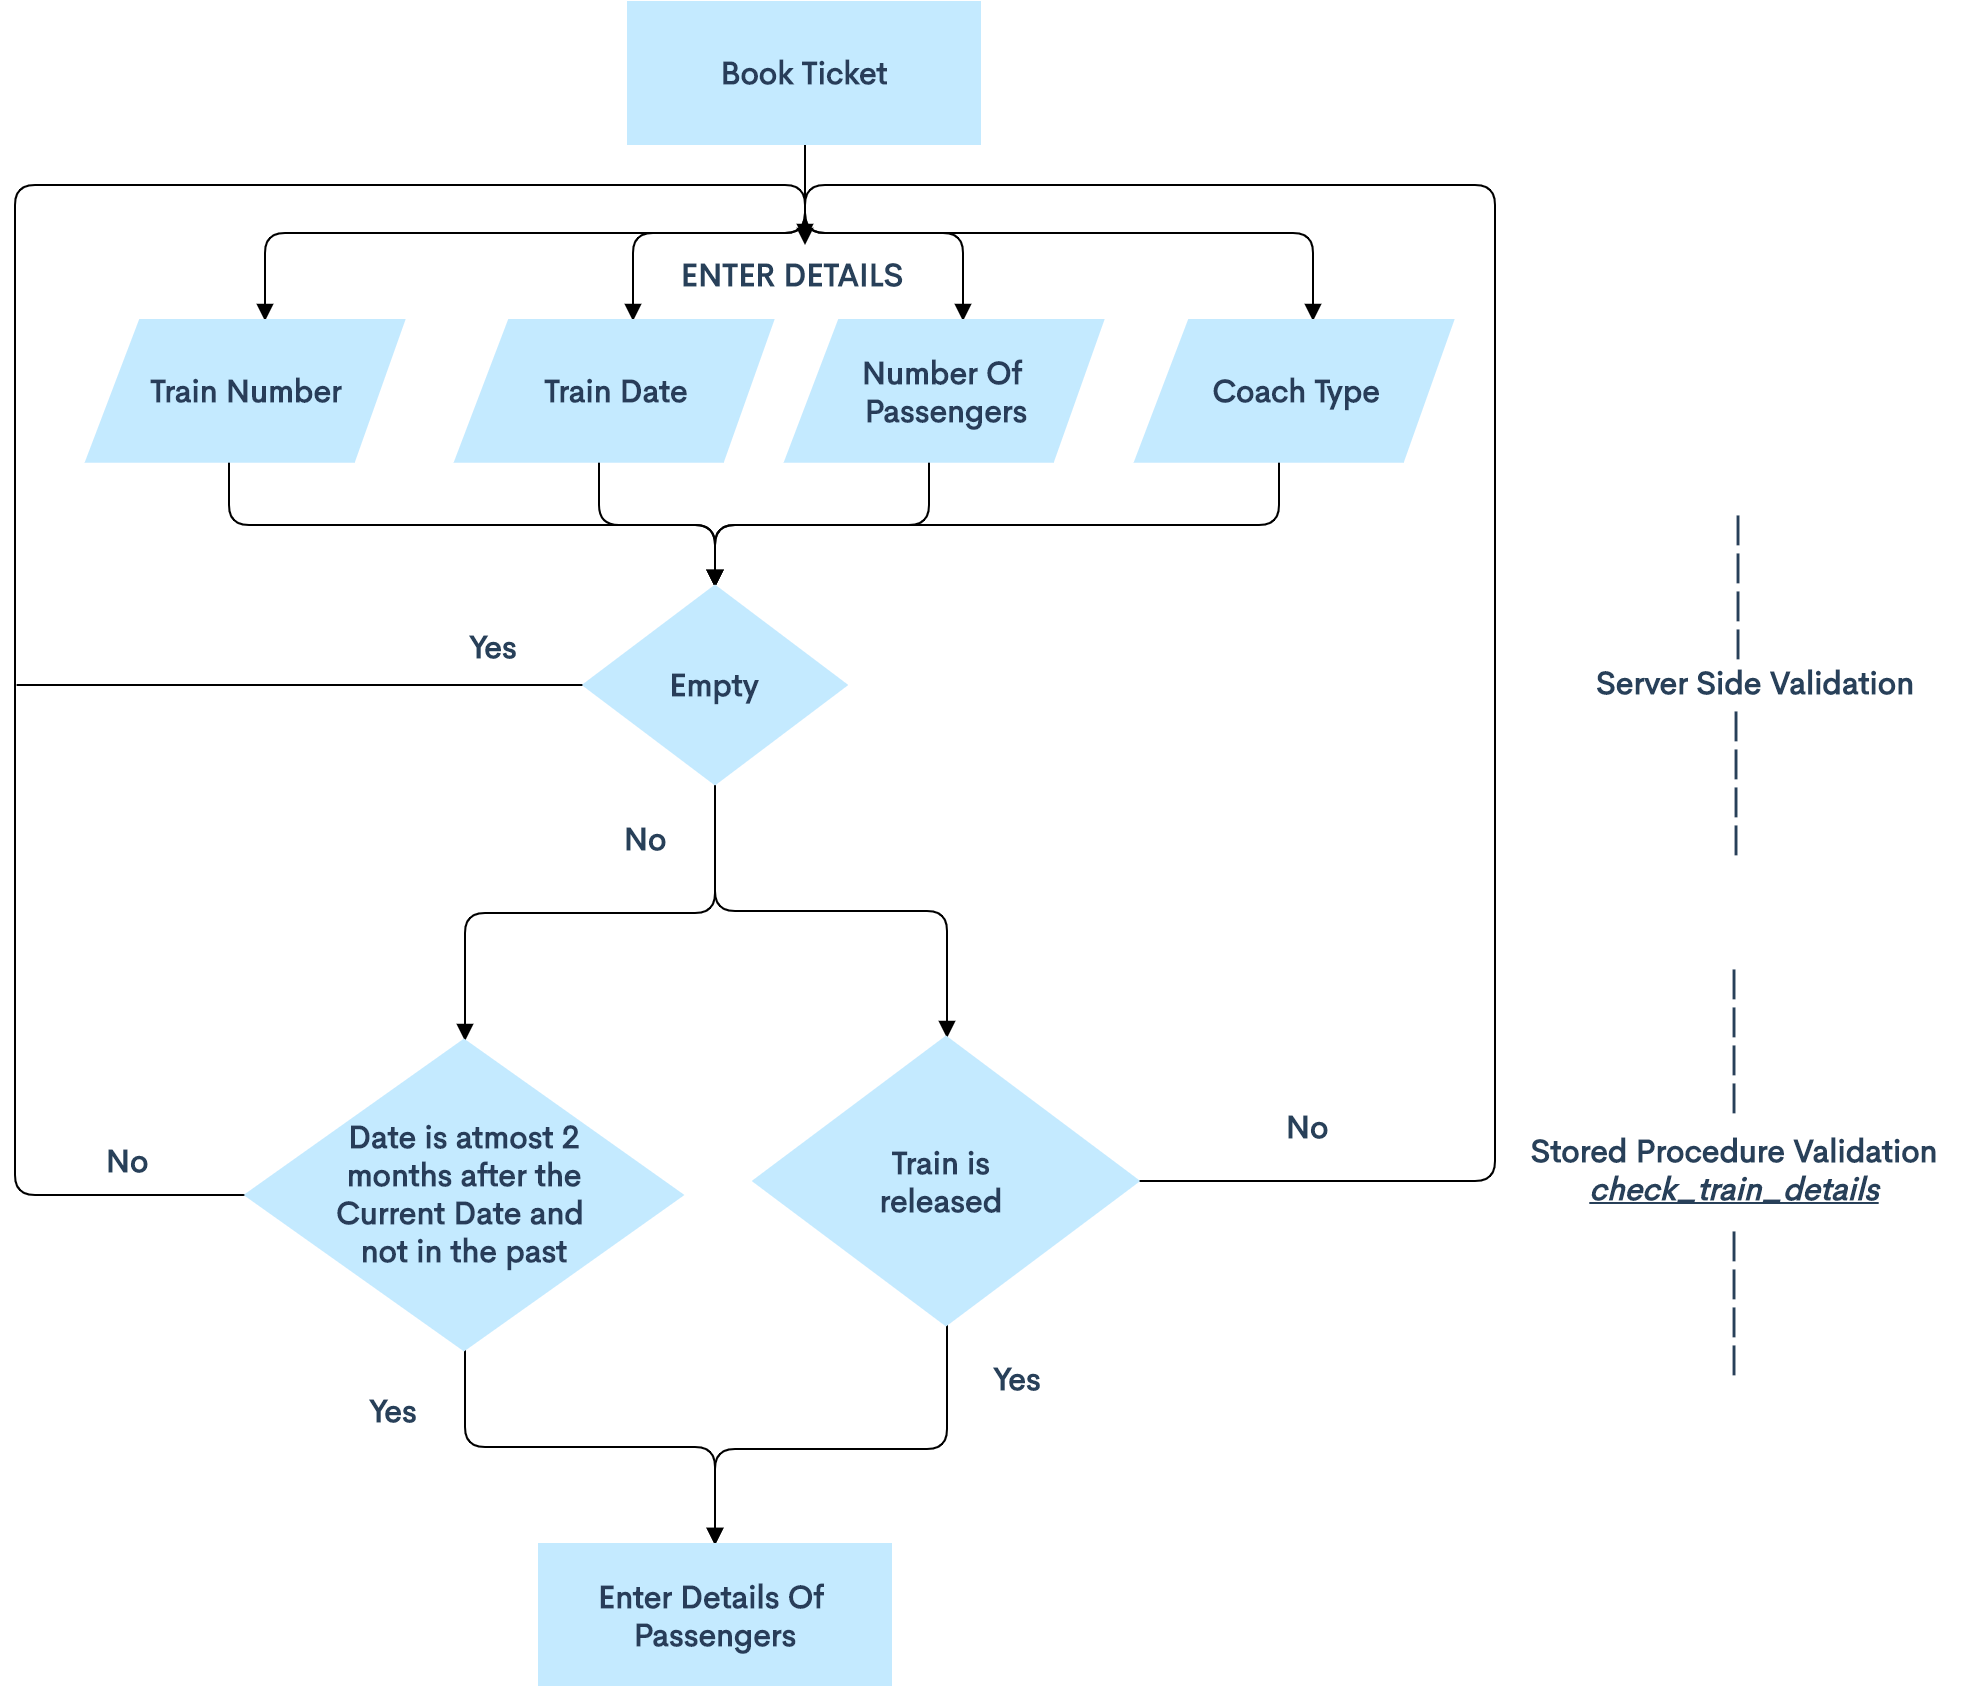 Book Ticket
ENTER DETAILS
Train Number
Train Date
Number Of
Passengers
Coach Type
Yes
Empty
Server Side Validation
No
No
Date is atmost 2
months after the
Current Date and
not in the past
Train is
released
No
Stored Procedure Validation
check_train_details
Yes
Yes
Enter Details Of
Passengers